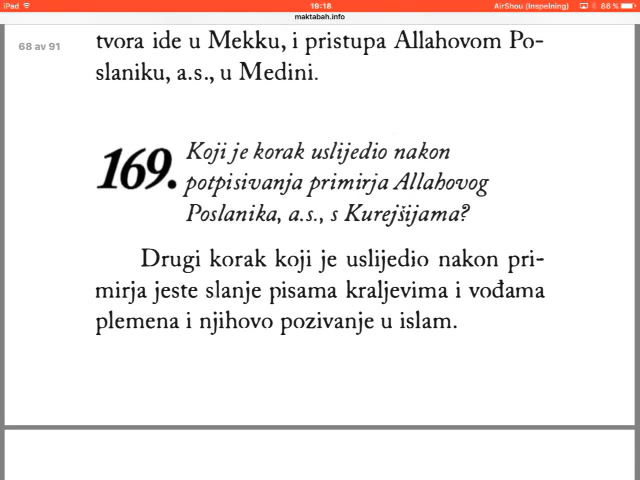 iPad
19:18
AirShou (Inspelning)
86 %
maktabah.info
68 av 91
tvora ide u Mekku, i pristupa Allahovom Po-
slaniku, a.s., u Medini.
169. Koji je korak uslijedio nakon
potpisivanja primirja Allahovog
Poslanika, a.s., s Kurejšijama?
Drugi korak koji je uslijedio nakon pri-
mirja jeste slanje pisama kraljevima i vođama
plemena i njihovo pozivanje u islam.